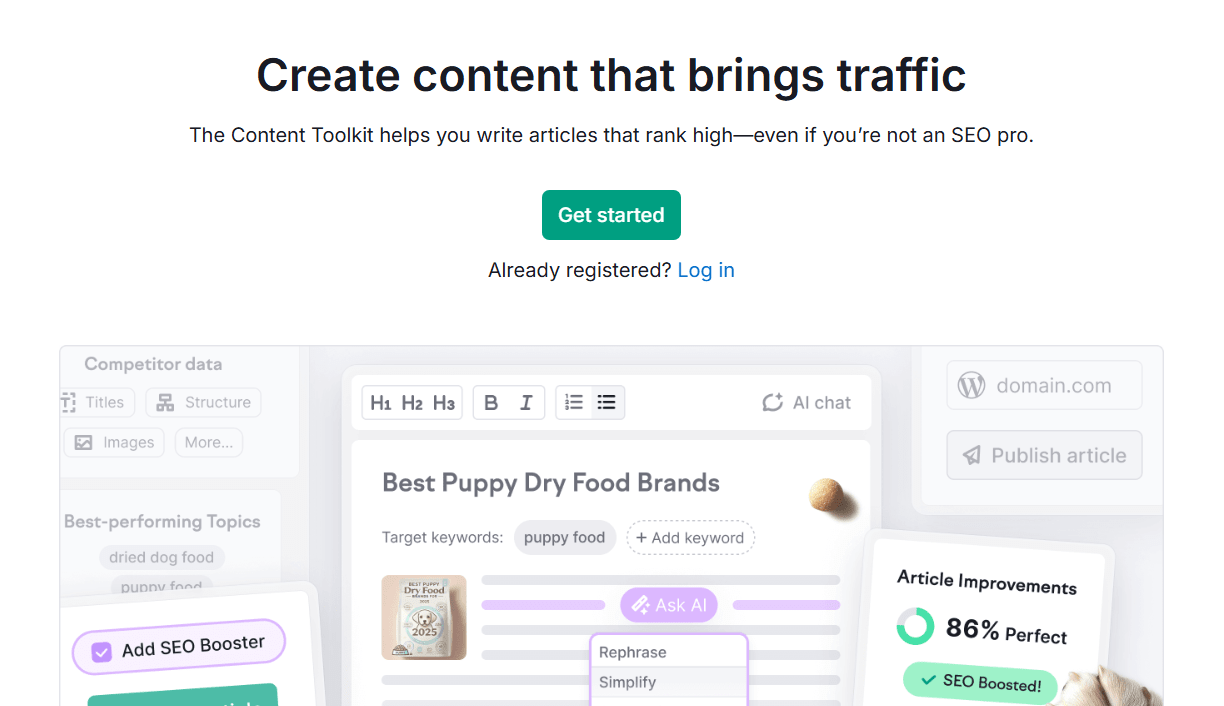 Create content that brings traffic
The Content Toolkit helps you write articles that rank high—even if you’re not an SEO pro.
Get started
Already registered? Log in
Competitor data
Titles
Structure
Images
More...
Best-performing Topics
dried dog food
puppy food
Add SEO Booster
H1 H2 H3
B I
AI chat
Best Puppy Dry Food Brands
Target keywords: puppy food + Add keyword
BEST PUPPY
Dry Food
2025
Ask AI
Rephrase
Simplify
domain.com
Publish article
Article Improvements
86% Perfect
SEO Boosted!